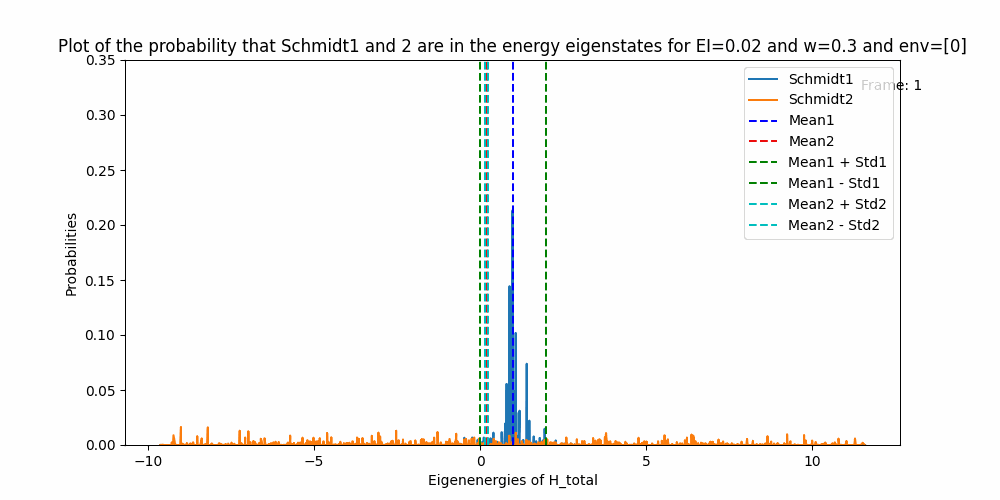 Plot of the probability that Schmidt1 and 2 are in the energy eigenstates for EI=0.02 and w=0.3 and env=[0]
Frame: 1
Schmidt1
Schmidt2
Mean1
Mean2
Mean1 + Std1
Mean1 - Std1
Mean2 + Std2
Mean2 - Std2
Probabilities
0.35
0.30
0.25
0.20
0.15
0.10
0.05
0.00
−10
−5
0
5
10
Eigenenergies of H_total